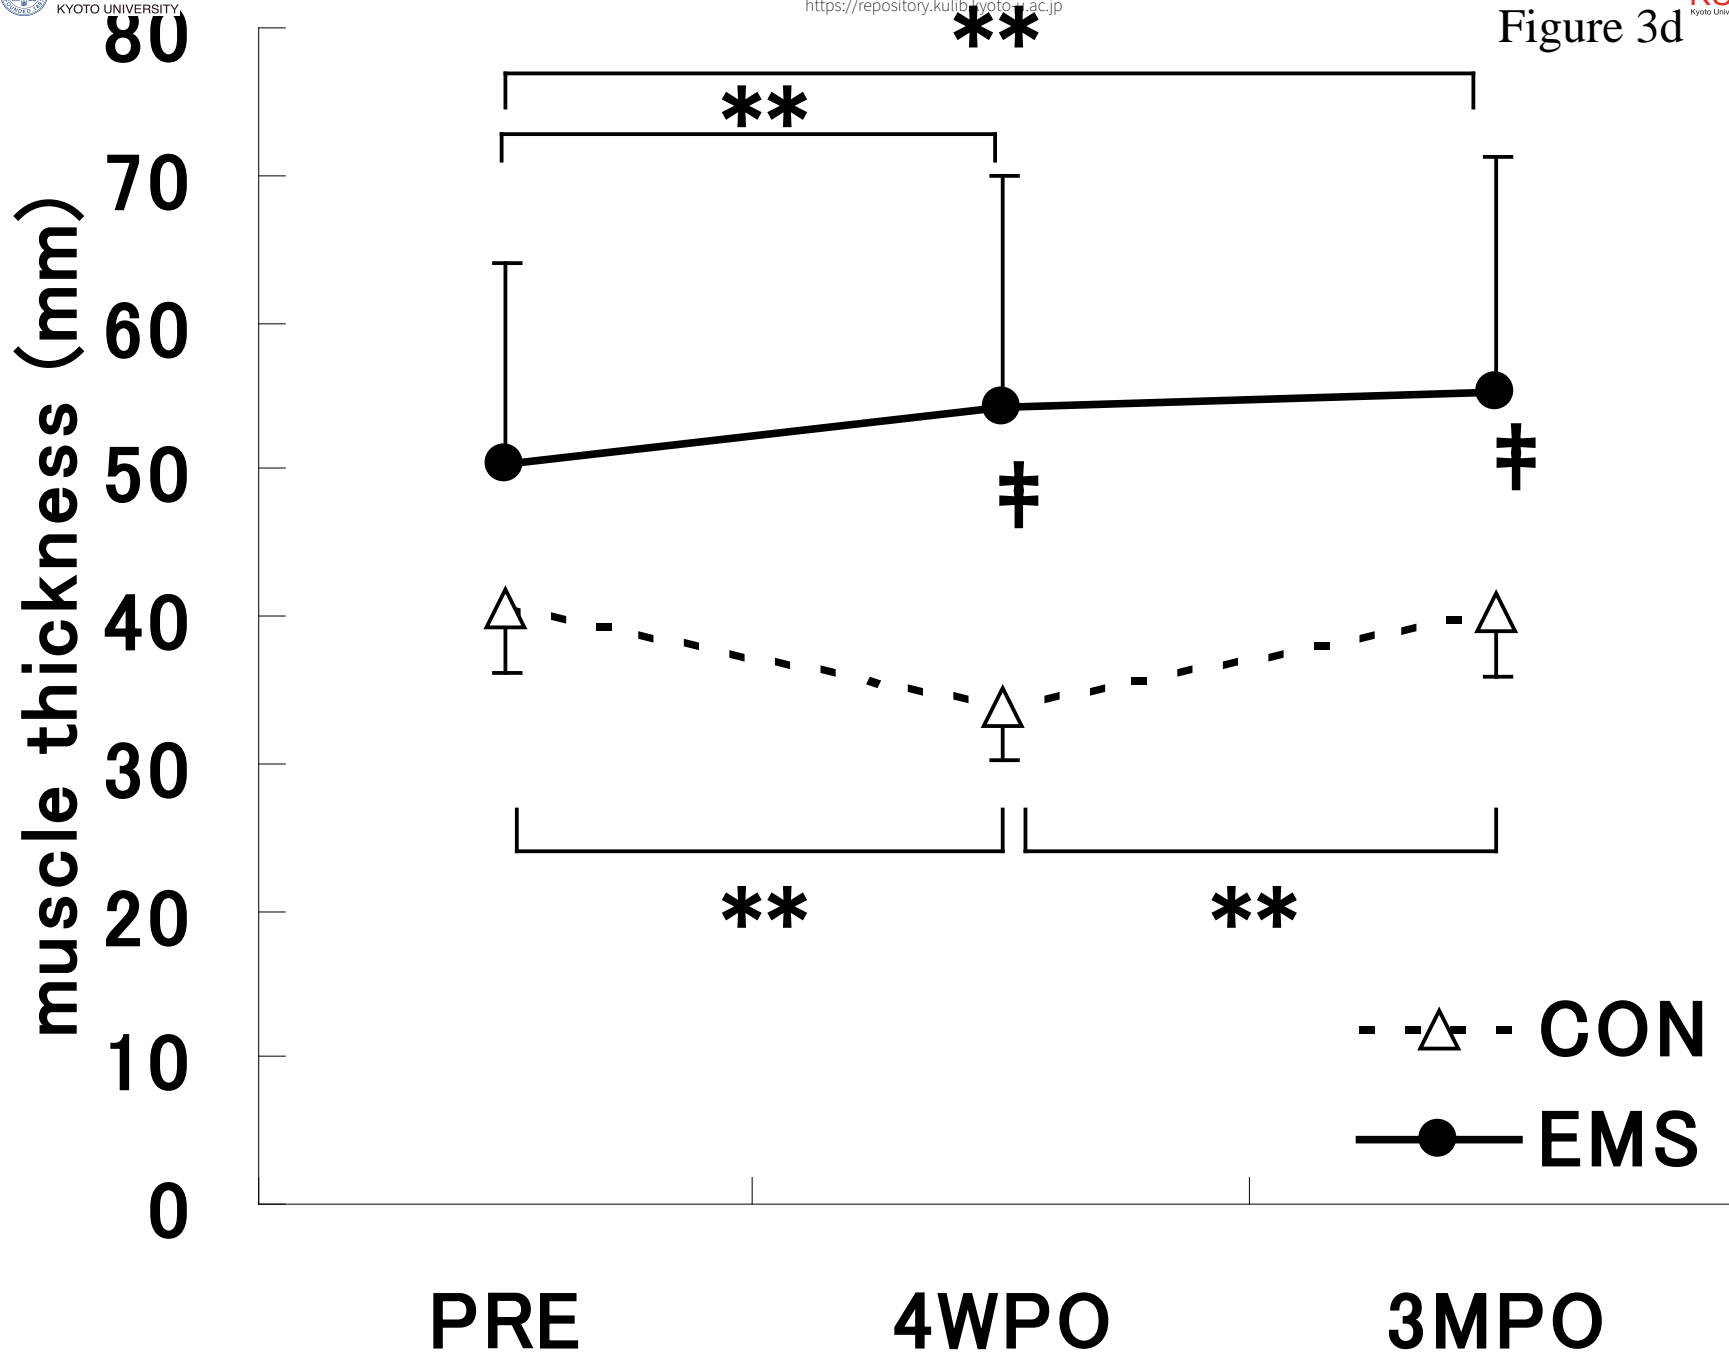 KYOTO UNIVERSITY
https://repository.kulib.kyoto-u.ac.jp
Figure 3d
**
**
80
70
60
50
40
30
20
10
0
muscle thickness (mm)
‡
‡
**
**
CON
EMS
PRE
4WPO
3MPO